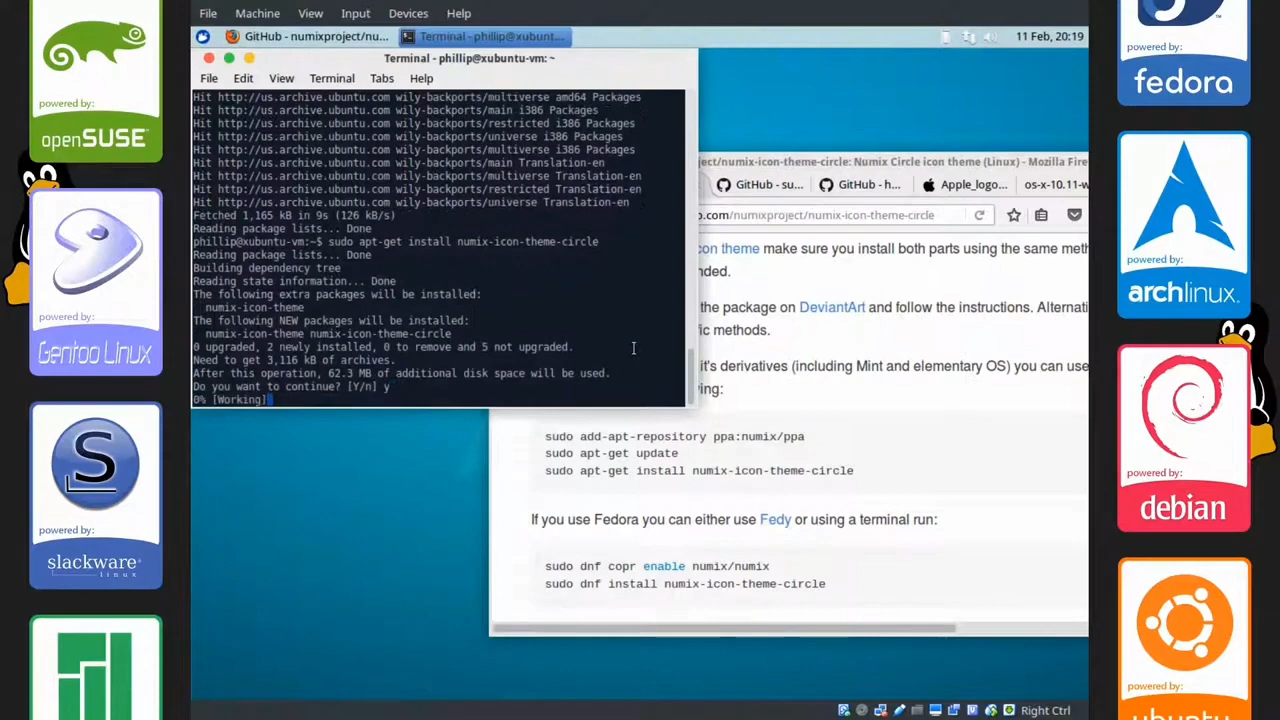 File Machine View Input Devices Help
GitHub - numixproject/nu...
Terminal - phillip@xubunt...
11 Feb, 20:19
Terminal - phillip@xubuntu-vm: ~
File Edit View Terminal Tabs Help
Hit http://us.archive.ubuntu.com wily-backports/multiverse amd64 Packages
Hit http://us.archive.ubuntu.com wily-backports/main i386 Packages
Hit http://us.archive.ubuntu.com wily-backports/restricted i386 Packages
Hit http://us.archive.ubuntu.com wily-backports/universe i386 Packages
Hit http://us.archive.ubuntu.com wily-backports/multiverse i386 Packages
Hit http://us.archive.ubuntu.com wily-backports/main Translation-en
Hit http://us.archive.ubuntu.com wily-backports/multiverse Translation-en
Hit http://us.archive.ubuntu.com wily-backports/restricted Translation-en
Hit http://us.archive.ubuntu.com wily-backports/universe Translation-en
Fetched 1,165 kB in 9s (126 kB/s)
Reading package lists... Done
phillip@xubuntu-vm:~$ sudo apt-get install numix-icon-theme-circle
Reading package lists... Done
Building dependency tree
Reading state information... Done
The following extra packages will be installed:
numix-icon-theme
The following NEW packages will be installed:
numix-icon-theme numix-icon-theme-circle
0 upgraded, 2 newly installed, 0 to remove and 5 not upgraded.
Need to get 3,116 kB of archives.
After this operation, 62.3 MB of additional disk space will be used.
Do you want to continue? [Y/n] y
0% [Working]
ject/numix-icon-theme-circle: Numix Circle icon theme (Linux) - Mozilla Fire
GitHub - su...
GitHub - h...
Apple_logo...
os-x-10.11-w
.com/numixproject/numix-icon-theme-circle
con theme make sure you install both parts using the same meth
nded.
the package on DeviantArt and follow the instructions. Alternati
fic methods.
it's derivatives (including Mint and elementary OS) you can use
ng:
sudo add-apt-repository ppa:numix/ppa
sudo apt-get update
sudo apt-get install numix-icon-theme-circle
If you use Fedora you can either use Fedy or using a terminal run:
sudo dnf copr enable numix/numix
sudo dnf install numix-icon-theme-circle
Right Ctrl
powered by:
openSUSE
powered by:
Gentoo Linux
powered by:
slackware
linux
powered by:
powered by:
fedora
powered by:
archlinux
powered by:
debian
powered by:
ubuntu